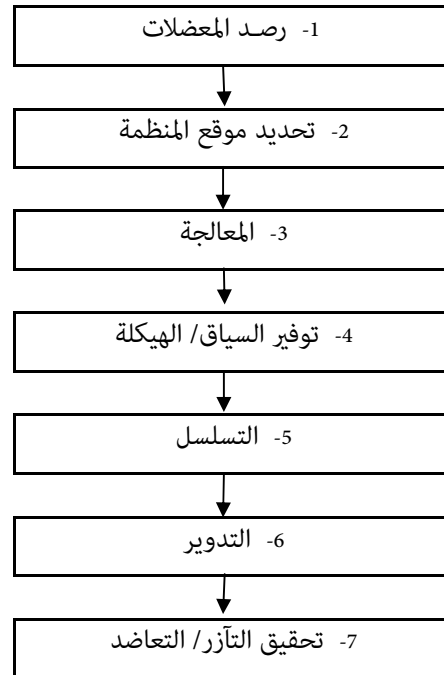 1- رصد المعضلات
2- تحديد موقع المنظمة
3- المعالجة
4- توفير السياق/ الهيكلة
5- التسلسل
6- التدوير
7- تحقيق التآزر/ التعاضد